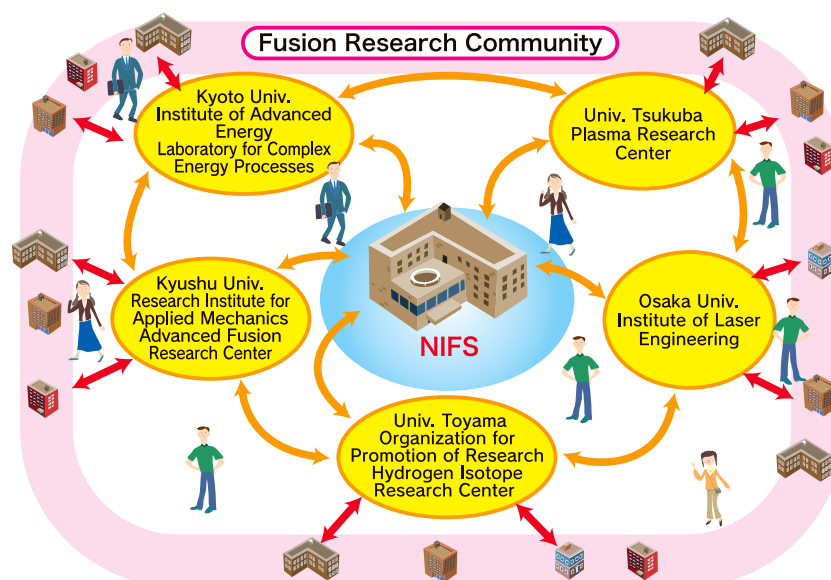 Fusion Research Community
Kyoto Univ.
Institute of Advanced
Energy
Laboratory for Complex
Energy Processes
Univ. Tsukuba
Plasma Research
Center
Kyushu Univ.
Research Institute for
Applied Mechanics
Advanced Fusion
Research Center
NIFS
Osaka Univ.
Institute of Laser
Engineering
Univ. Toyama
Organization for
Promotion of Research
Hydrogen Isotope
Research Center